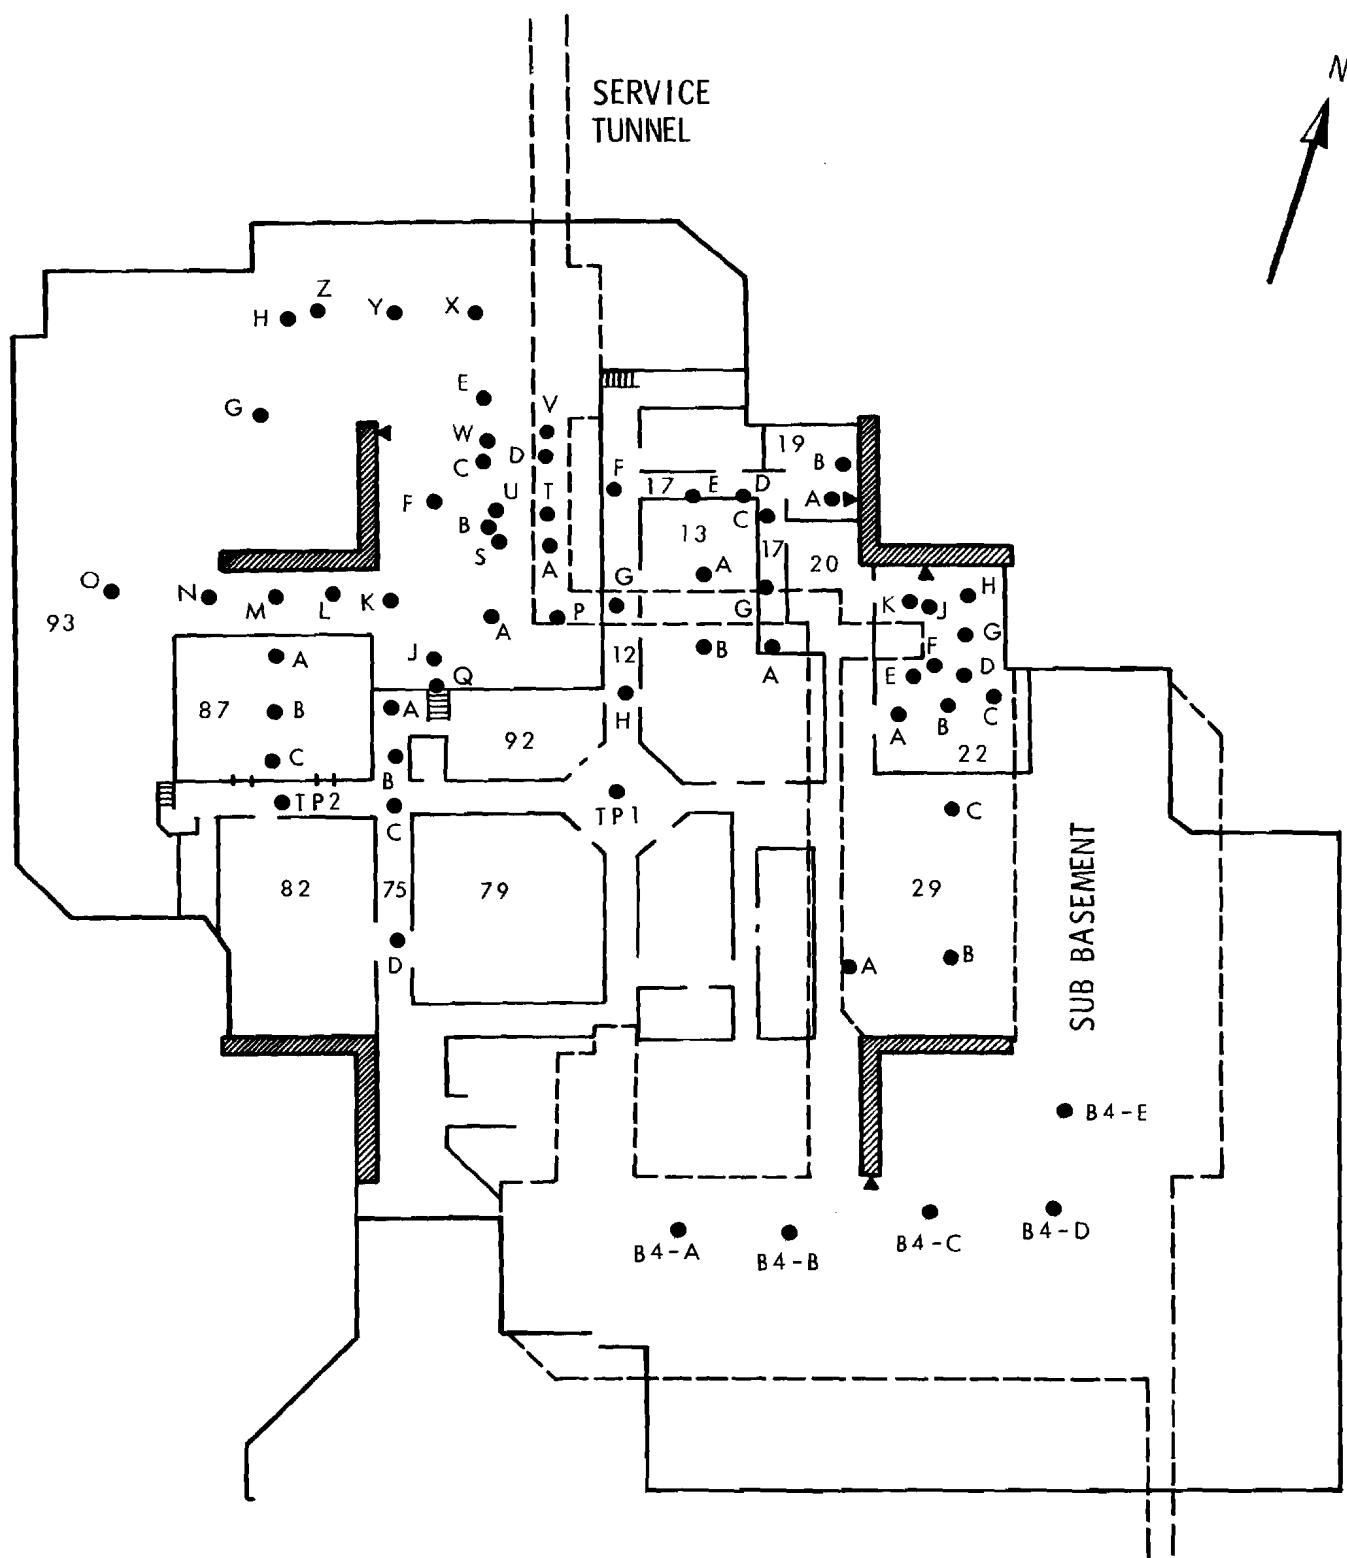 N
SERVICE
TUNNEL
Z
H
Y
X
E
G
V
W
D
C
19
B
F
17
E
D
A
F
U
T
C
B
13
S
17
20
A
A
H
O
G
G
K
J
N
M
L
K
P
93
A
G
12
F
B
J
A
A
E
D
Q
87
B
A
H
C
B
A
92
22
C
B
TP2
TP1
C
C
82
75
79
29
SUB BASEMENT
D
A
B
B4-E
B4-A
B4-B
B4-C
B4-D